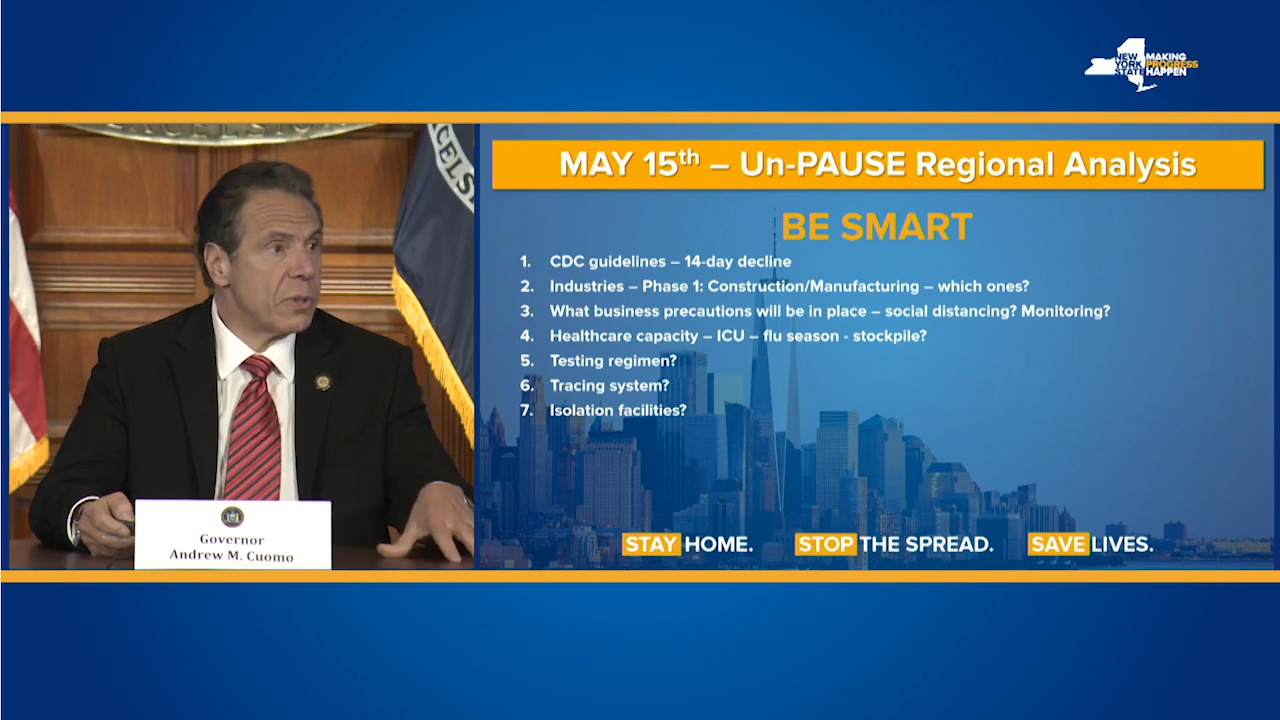 NEW
YORK
STATE
MAKING
PROGRESS
HAPPEN
EXCELSIOR
EXCELS
MAY 15th – Un-PAUSE Regional Analysis
BE SMART
1. CDC guidelines – 14-day decline
2. Industries – Phase 1: Construction/Manufacturing – which ones?
3. What business precautions will be in place – social distancing? Monitoring?
4. Healthcare capacity – ICU – flu season - stockpile?
5. Testing regimen?
6. Tracing system?
7. Isolation facilities?
Governor
Andrew M. Cuomo
STAY HOME. STOP THE SPREAD. SAVE LIVES.